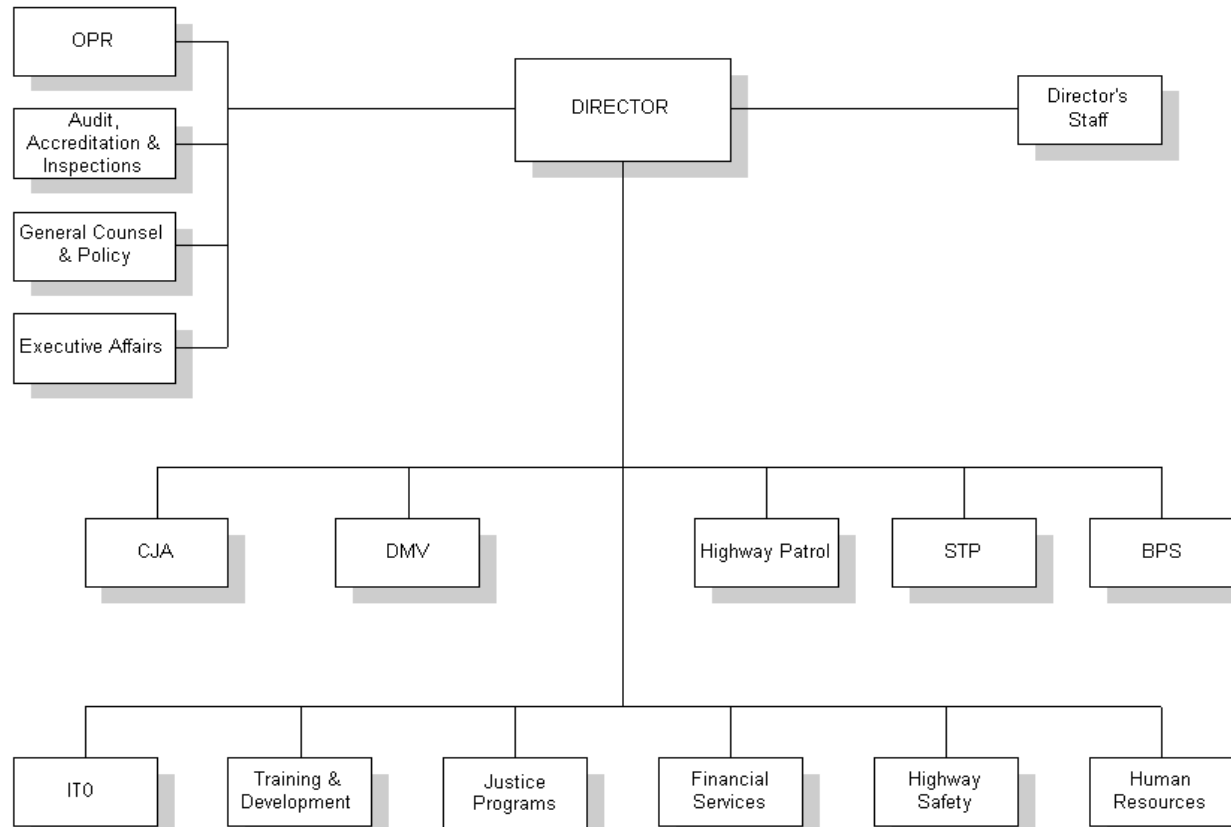 OPR
DIRECTOR
Director's
Staff
Audit,
Accreditation &
Inspections
General Counsel
& Policy
Executive Affairs
CJA
DMV
Highway Patrol
STP
BPS
IT0
Training &
Development
Justice
Programs
Financial
Services
Highway
Safety
Human
Resources